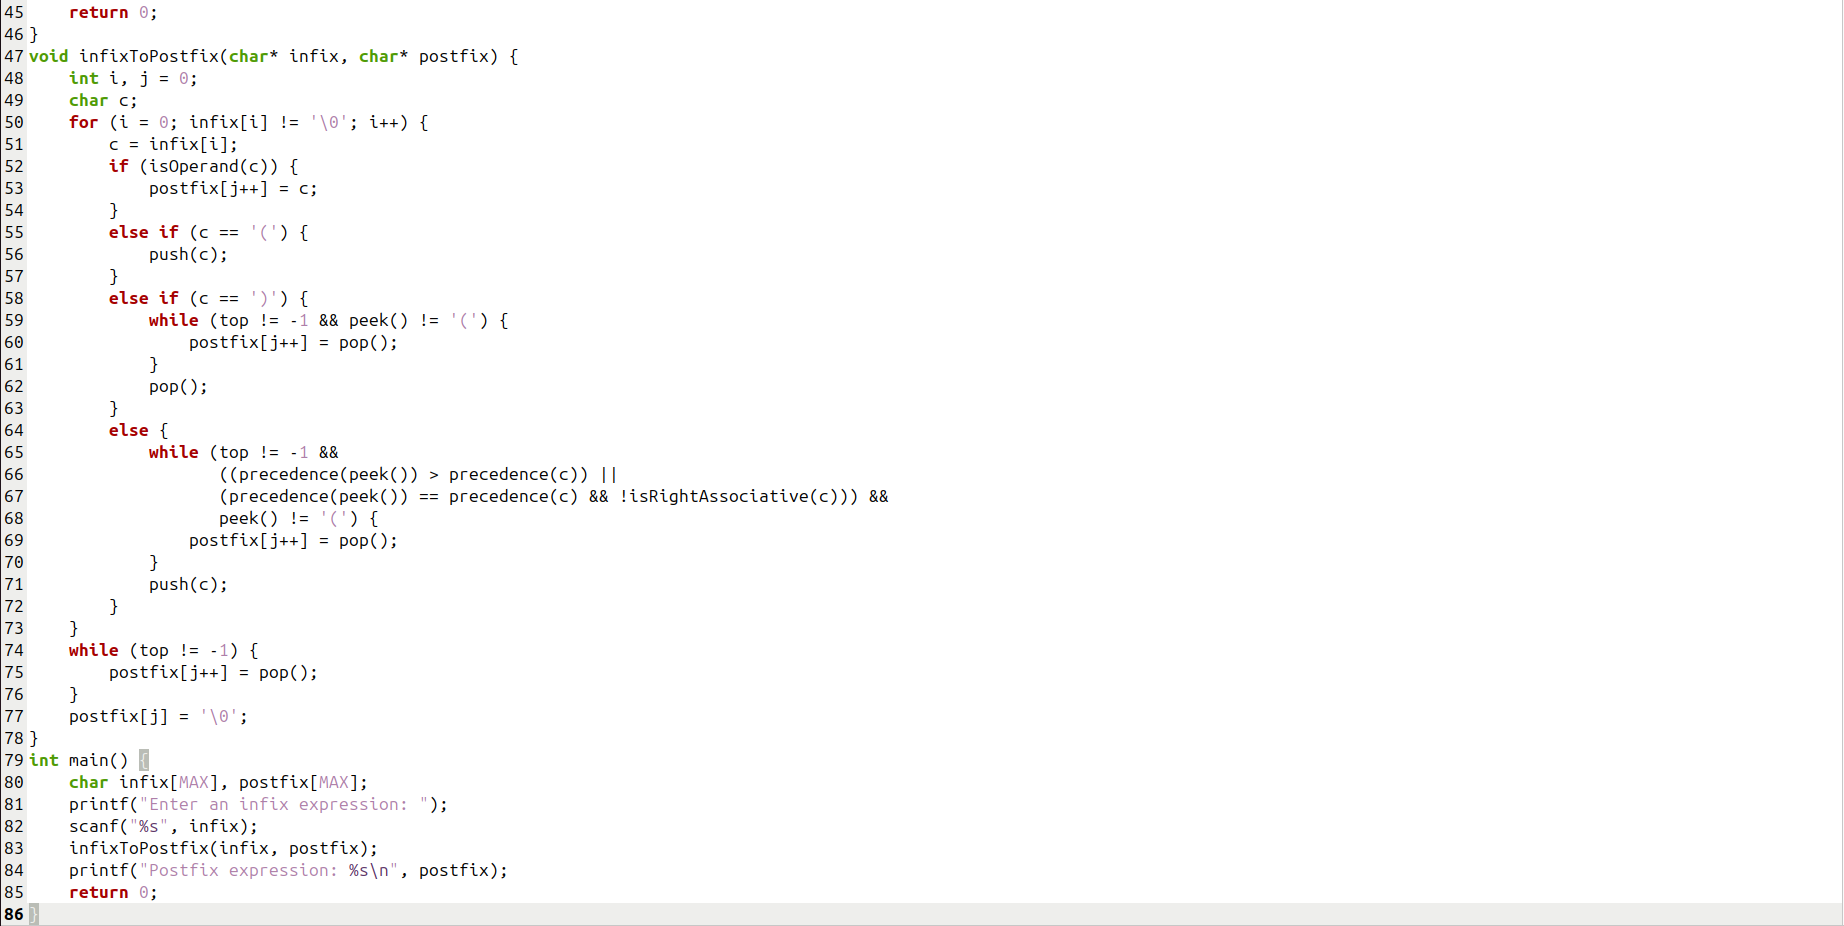 45     return 0;
46 }
47 void infixToPostfix(char* infix, char* postfix) {
48     int i, j = 0;
49     char c;
50     for (i = 0; infix[i] != '\0'; i++) {
51         c = infix[i];
52         if (isOperand(c)) {
53             postfix[j++] = c;
54         }
55         else if (c == '(') {
56             push(c);
57         }
58         else if (c == ')') {
59             while (top != -1 && peek() != '(') {
60                 postfix[j++] = pop();
61             }
62             pop();
63         }
64         else {
65             while (top != -1 &&
66                    ((precedence(peek()) > precedence(c)) ||
67                    (precedence(peek()) == precedence(c) && !isRightAssociative(c))) &&
68                    peek() != '(') {
69                 postfix[j++] = pop();
70             }
71             push(c);
72         }
73     }
74     while (top != -1) {
75         postfix[j++] = pop();
76     }
77     postfix[j] = '\0';
78 }
79 int main() {
80     char infix[MAX], postfix[MAX];
81     printf("Enter an infix expression: ");
82     scanf("%s", infix);
83     infixToPostfix(infix, postfix);
84     printf("Postfix expression: %s\n", postfix);
85     return 0;
86 }